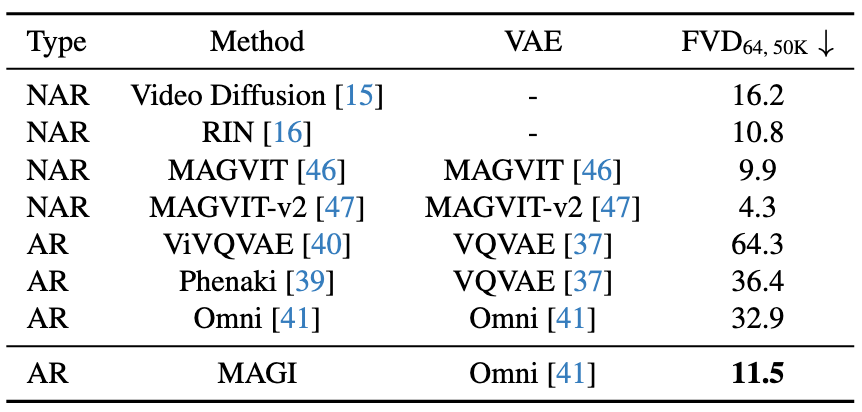 Type Method VAE FVD64, 50K ↓
NAR Video Diffusion [15] - 16.2
NAR RIN [16] - 10.8
NAR MAGVIT [46] MAGVIT [46] 9.9
NAR MAGVIT-v2 [47] MAGVIT-v2 [47] 4.3
AR ViVQVAE [40] VQVAE [37] 64.3
AR Phenaki [39] VQVAE [37] 36.4
AR Omni [41] Omni [41] 32.9
AR MAGI Omni [41] 11.5